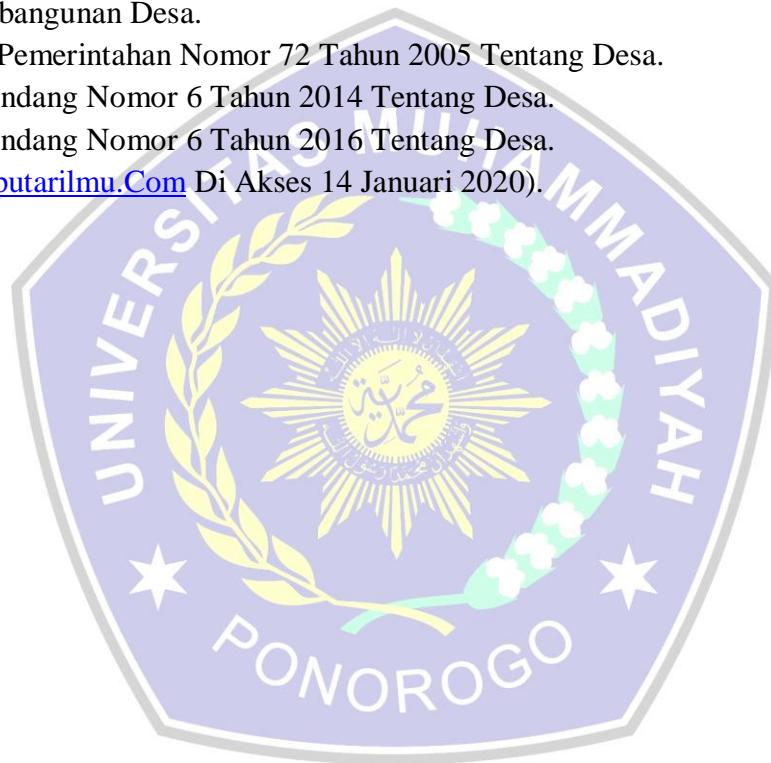 bangunan Desa.
Pemerintahan Nomor 72 Tahun 2005 Tentang Desa.
ndang Nomor 6 Tahun 2014 Tentang Desa.
ndang Nomor 6 Tahun 2016 Tentang Desa.
putarilmu.Com Di Akses 14 Januari 2020).
UNIVERSITAS MUHAMMADIYAH
محمدية
PONOROGO